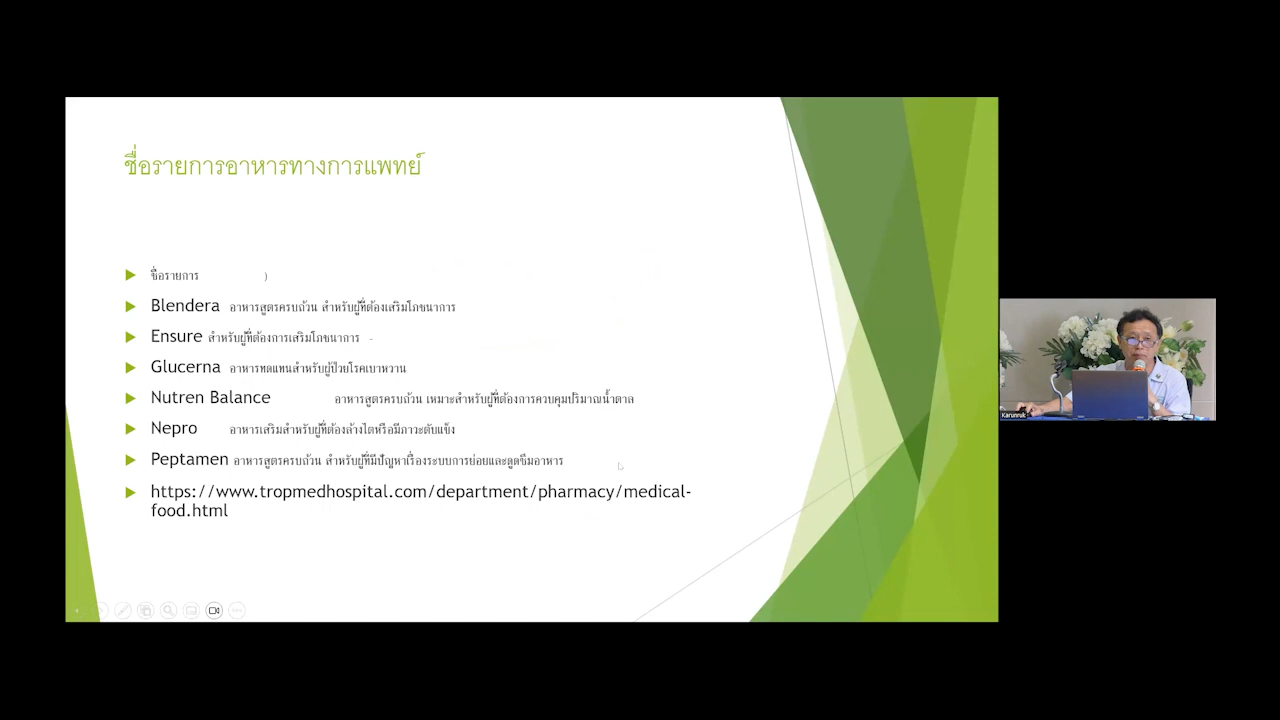 ชื่อรายการอาหารทางการแพทย์
ชื่อรายการ )
Blendera อาหารสูตรครบถ้วน สำหรับผู้ที่ต้องเสริมโภชนาการ
Ensure สำหรับผู้ที่ต้องการเสริมโภชนาการ -
Glucerna อาหารทดแทนสำหรับผู้ป่วยโรคเบาหวาน
Nutren Balance อาหารสูตรครบถ้วน เหมาะสำหรับผู้ที่ต้องการควบคุมปริมาณน้ำตาล
Nepro อาหารเสริมสำหรับผู้ที่ต้องล้างไตหรือมีภาวะตับแข็ง
Peptamen อาหารสูตรครบถ้วน สำหรับผู้ที่มีปัญหาเรื่องระบบการย่อยและดูดซึมอาหาร
https://www.tropmedhospital.com/department/pharmacy/medical-
food.html
Karunruk